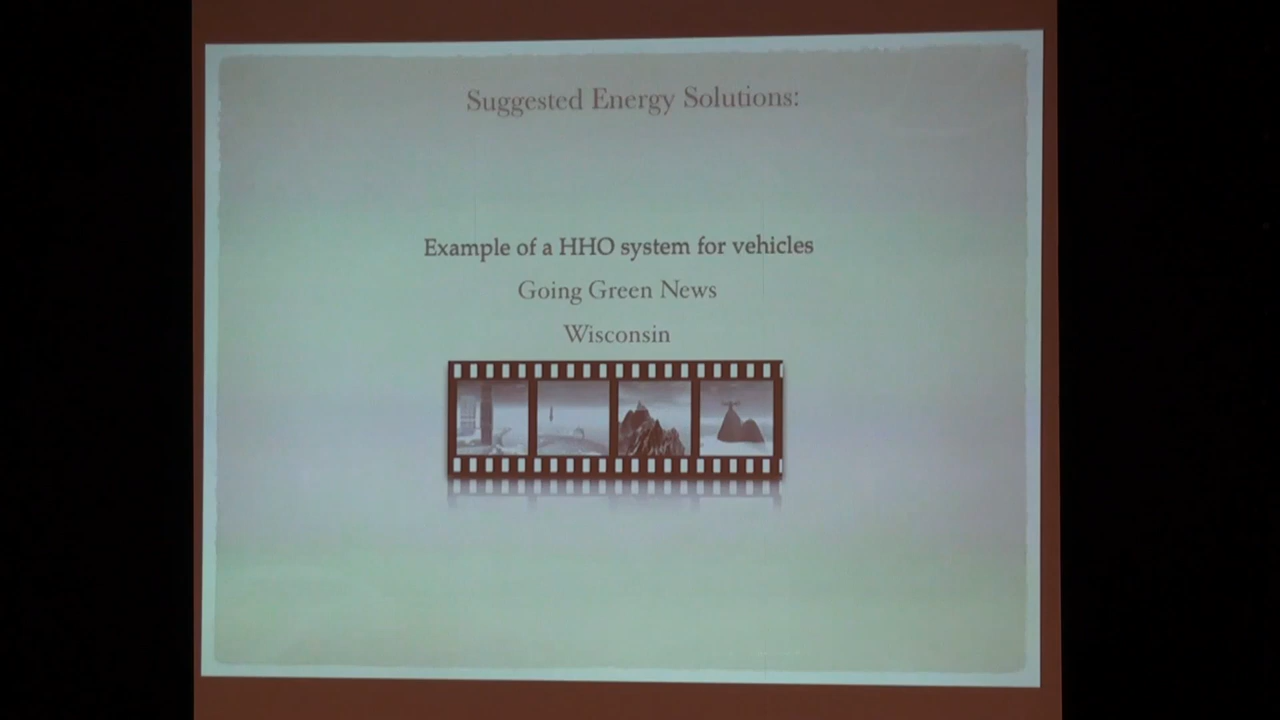 Suggested Energy Solutions:
Example of a HHO system for vehicles
Going Green News
Wisconsin